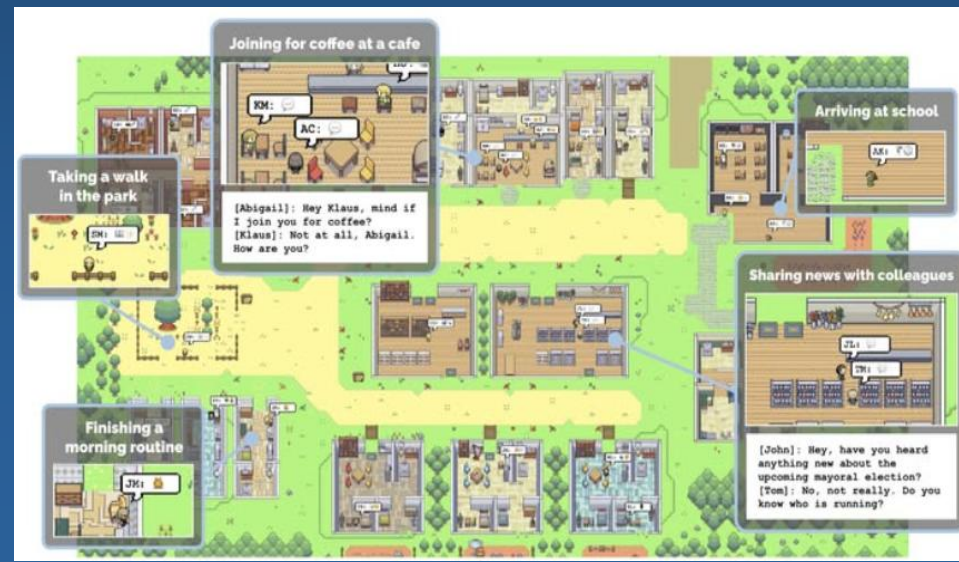 Joining for coffee at a cafe
KM:
AC:
[Abigail]: Hey Klaus, mind if
I join you for coffee?
[Klaus]: Not at all, Abigail.
How are you?
Taking a walk
in the park
SM:
Arriving at school
AK:
Sharing news with colleagues
JL:
TM:
[John]: Hey, have you heard
anything new about the
upcoming mayoral election?
[Tom]: No, not really. Do you
know who is running?
Finishing a
morning routine
JM: